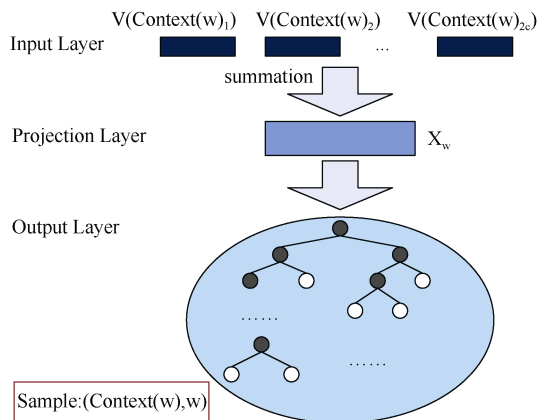 V(Context(w)₁) V(Context(w)₂) V(Context(w)₂c)
Input Layer ...
summation
Projection Layer Xw
Output Layer
......
......
Sample:(Context(w),w)